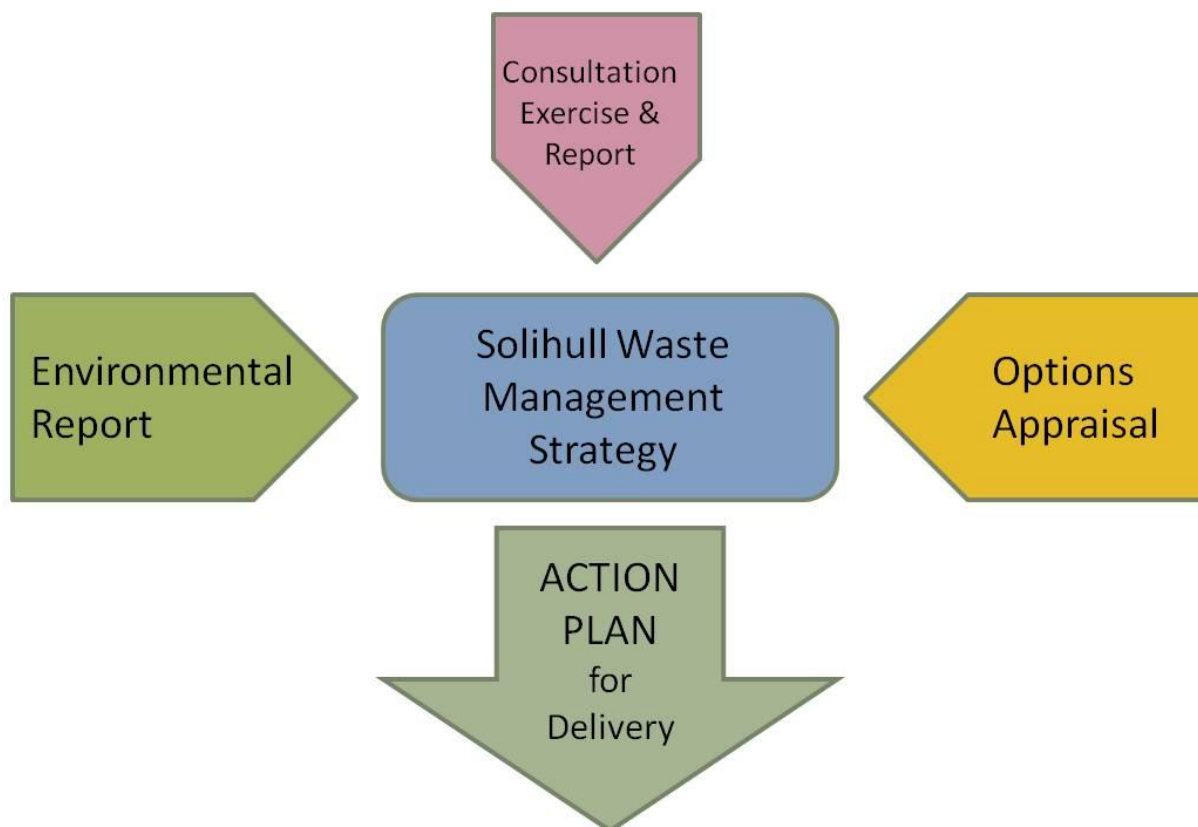 Consultation
Exercise &
Report
Environmental
Report
Solihull Waste
Management
Strategy
Options
Appraisal
ACTION
PLAN
for
Delivery